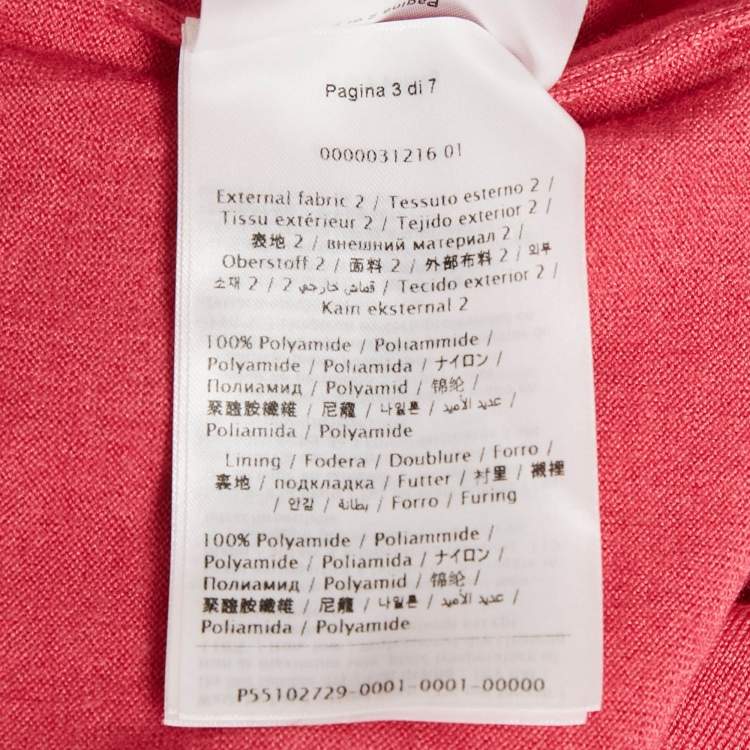 Pagina 2 di
Pagina 3 di 7
0000031216 01
External fabric 2 / Tessuto esterno 2 /
Tissu extérieur 2 / Tejido exterior 2 /
表地 2 / внешний материал 2 /
Oberstoff 2 / 面料 2 / 外部布料 2 / 외부
소재 2 / 2 قماش خارجي / Tecido exterior 2 /
Kain eksternal 2
100% Polyamide / Poliammide /
Polyamide / Poliamida / ナイロン /
Полиамид / Polyamid / 锦纶 /
聚醯胺纖維 / 尼龍 / 나일론 / عديد الأميد /
Poliamida / Polyamide
Lining / Fodera / Doublure / Forro /
裏地 / подкладка / Futter / 衬里 / 襯裡
/ 안감 / بطانة / Forro / Furing
100% Polyamide / Poliammide /
Polyamide / Poliamida / ナイロン /
Полиамид / Polyamid / 锦纶 /
聚醯胺纖維 / 尼龍 / 나일론 / عديد الأميد /
Poliamida / Polyamide
P55102729-0001-0001-00000